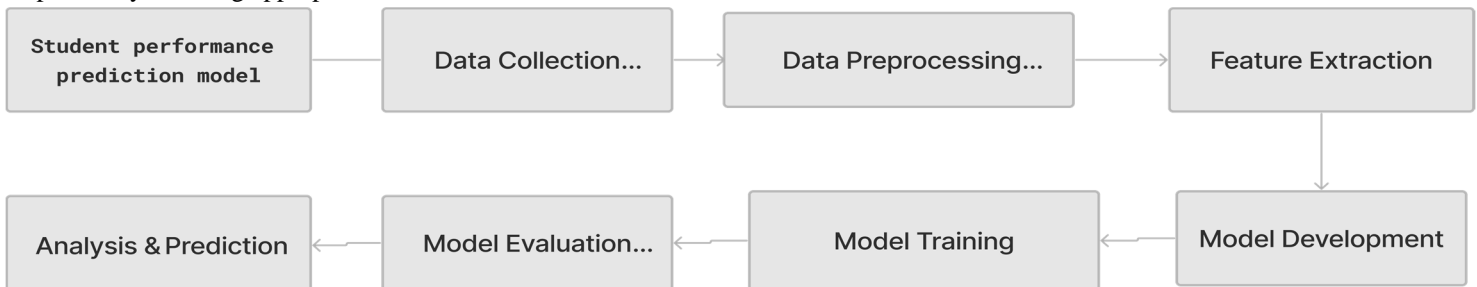 Student performance
prediction model
Data Collection...
Data Preprocessing...
Feature Extraction
Analysis & Prediction
Model Evaluation...
Model Training
Model Development